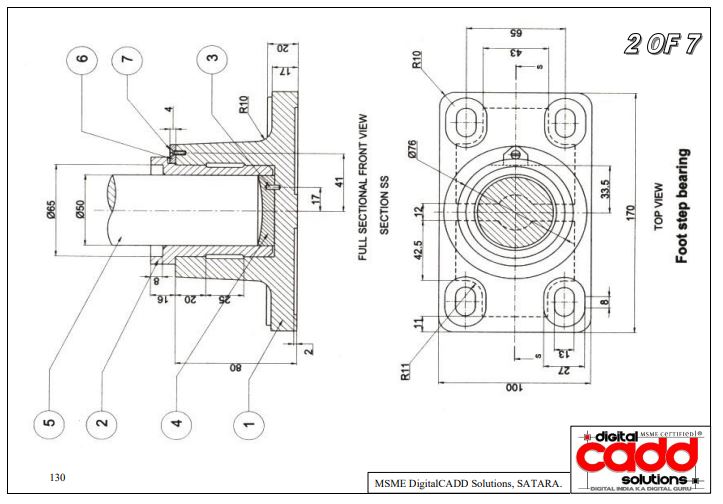 2 OF 7
6
7
3
20
17
R10
4
41
17
Ø65
Ø50
8
16
20
25
80
2
5
2
4
1
FULL SECTIONAL FRONT VIEW
SECTION SS
65
43
R10
s
Ø76
33.5
170
12
42.5
11
8
R11
s
13
27
100
TOP VIEW
Foot step bearing
130
MSME DigitalCADD Solutions, SATARA.
digital
MSME CERTIFIED ®
cadd
solutions
DIGITAL INDIA KA DIGITAL GURU